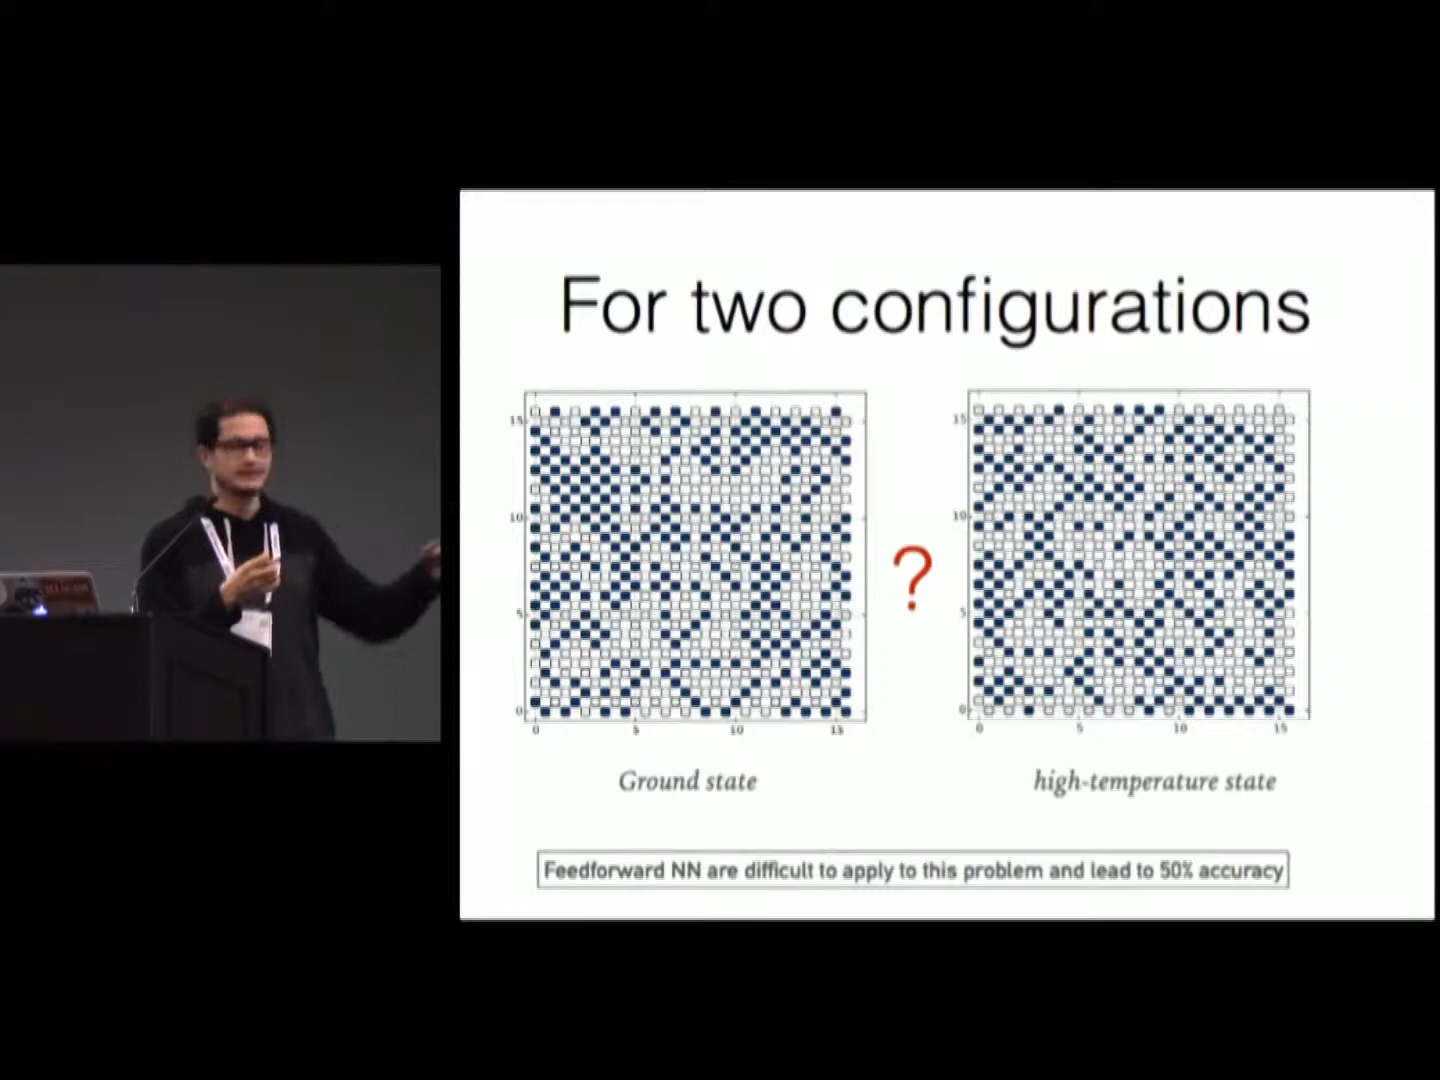 For two configurations
15
10
5
0
0 5 10 15
?
15
10
5
0
0 5 10 15
Ground state
high-temperature state
Feedforward NN are difficult to apply to this problem and lead to 50% accuracy